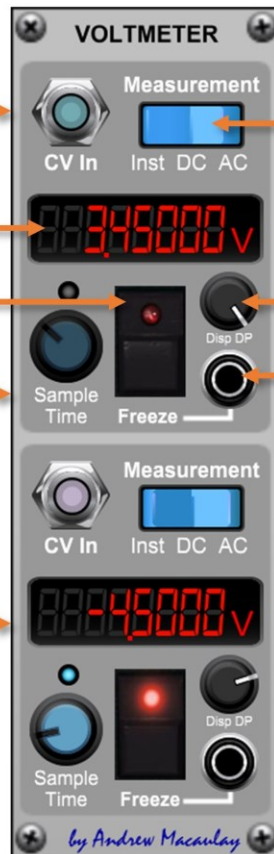 VOLTMETER
Measurement
CV In
Inst DC AC
3.45000 V
Disp DP
Sample
Time
Freeze
Measurement
CV In
Inst DC AC
-4.5000 V
Disp DP
Sample
Time
Freeze
by Andrew Macaulay